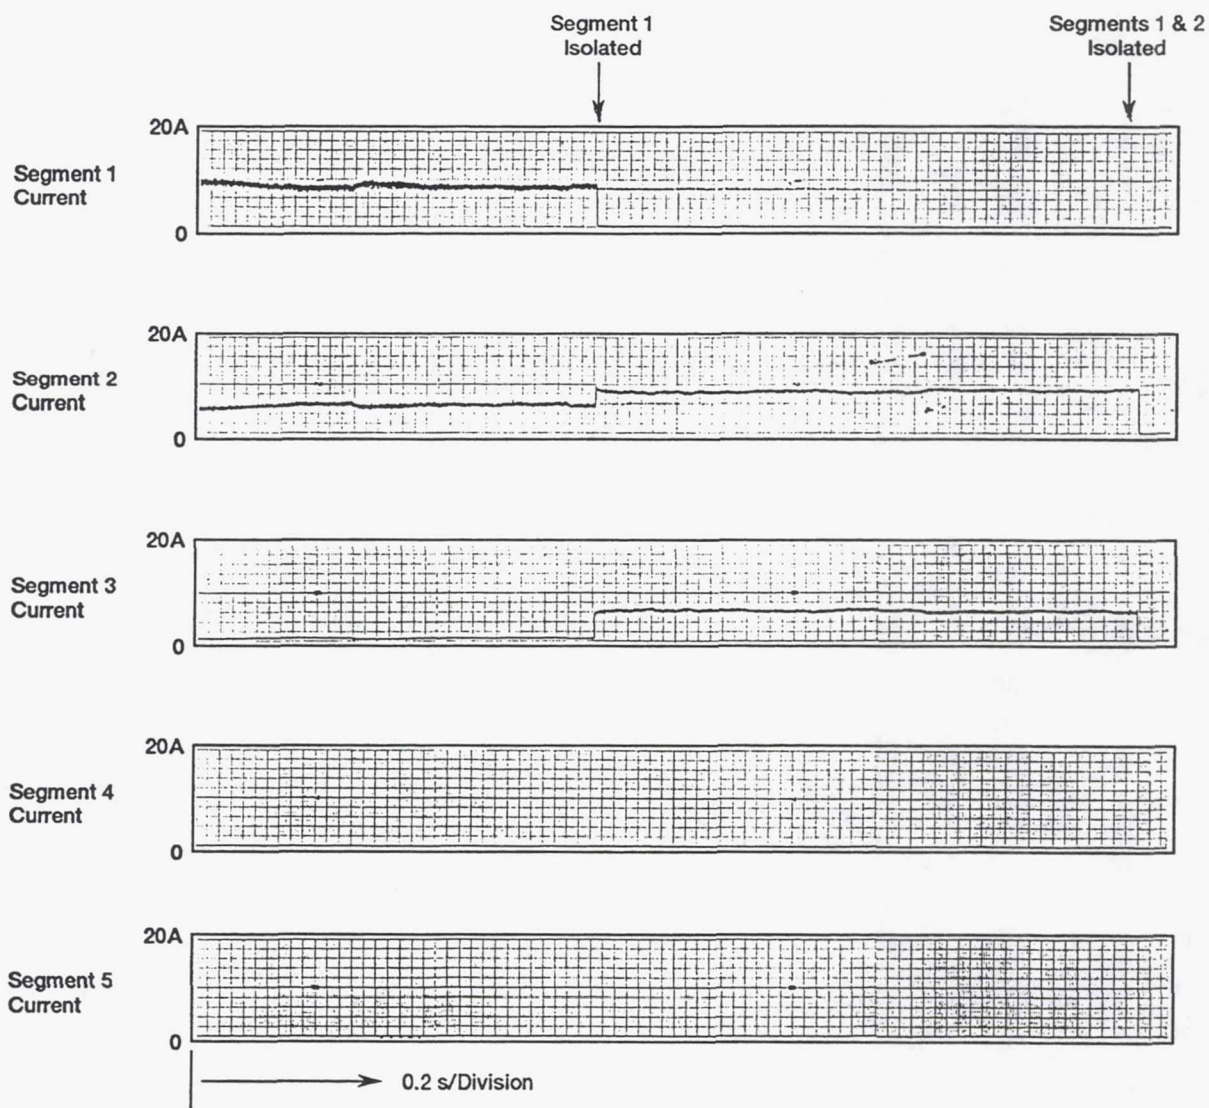 Segment 1
Isolated
Segments 1 & 2
Isolated
20A
Segment 1
Current
0
20A
Segment 2
Current
0
20A
Segment 3
Current
0
20A
Segment 4
Current
0
20A
Segment 5
Current
0
0.2 s/Division